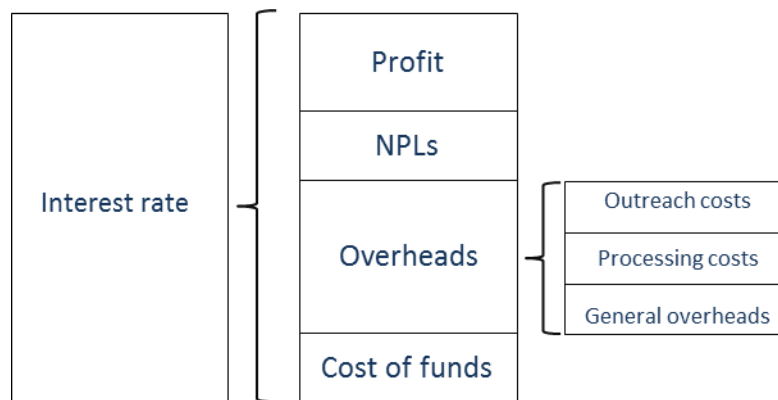 Interest rate
Profit
NPLs
Overheads
Cost of funds
Outreach costs
Processing costs
General overheads